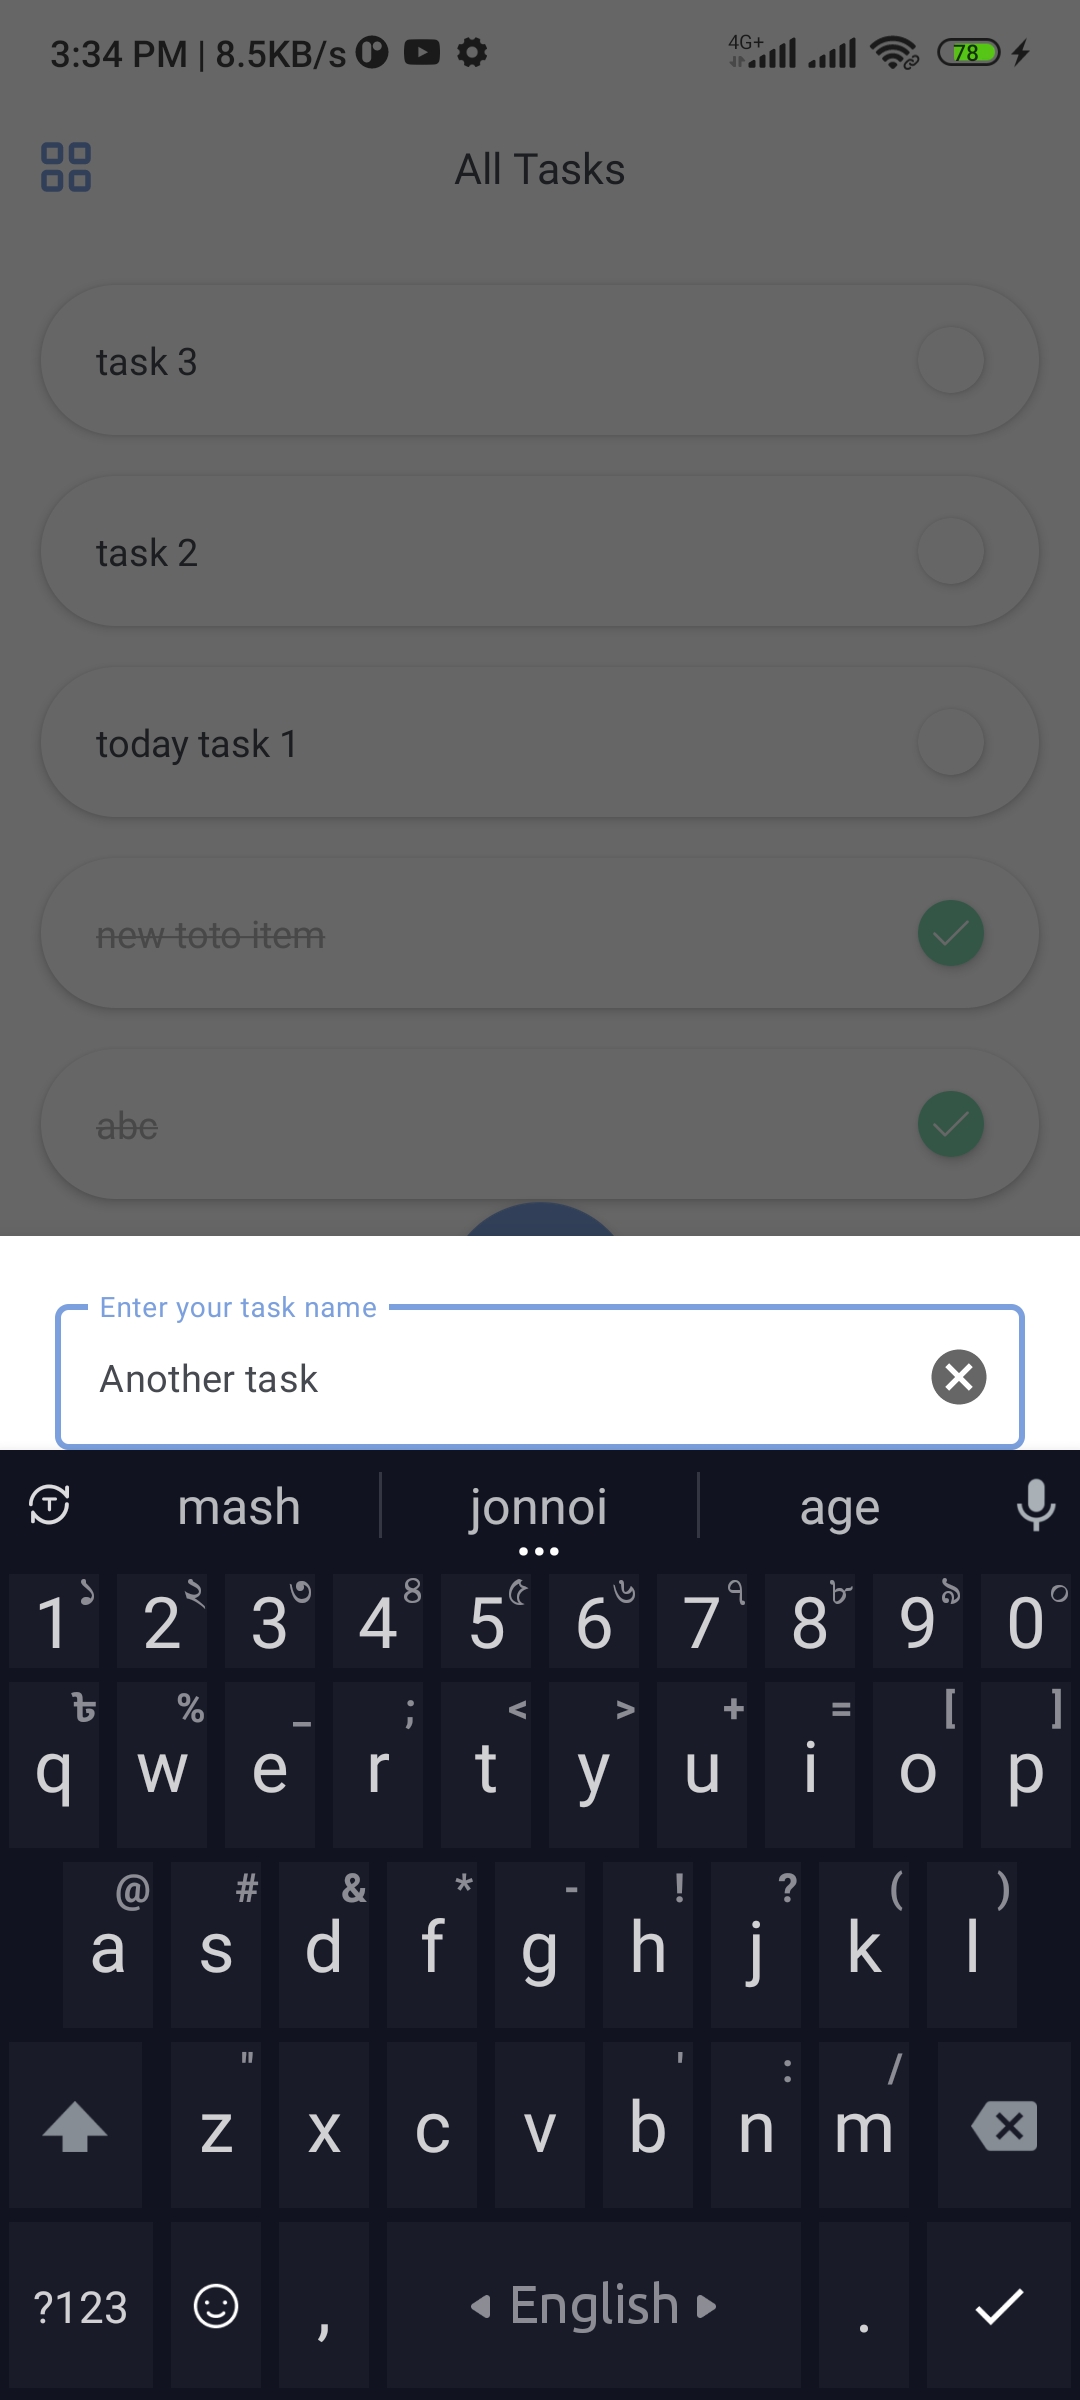 3:34 PM | 8.5KB/s 4G+ 78
All Tasks
task 3
task 2
today task 1
new toto item
abc
Enter your task name
Another task
mash jonnoi age
1 ১ 2 ২ 3 ৩ 4 ৪ 5 ৫ 6 ৬ 7 ৭ 8 ৮ 9 ৯ 0 ০
q ৳ w % e _ r ; t < y > u + i = o [ p ]
a @ s # d & f * g - h ! j ? k ( l )
z " x c v b ' n : m /
?123 , English .